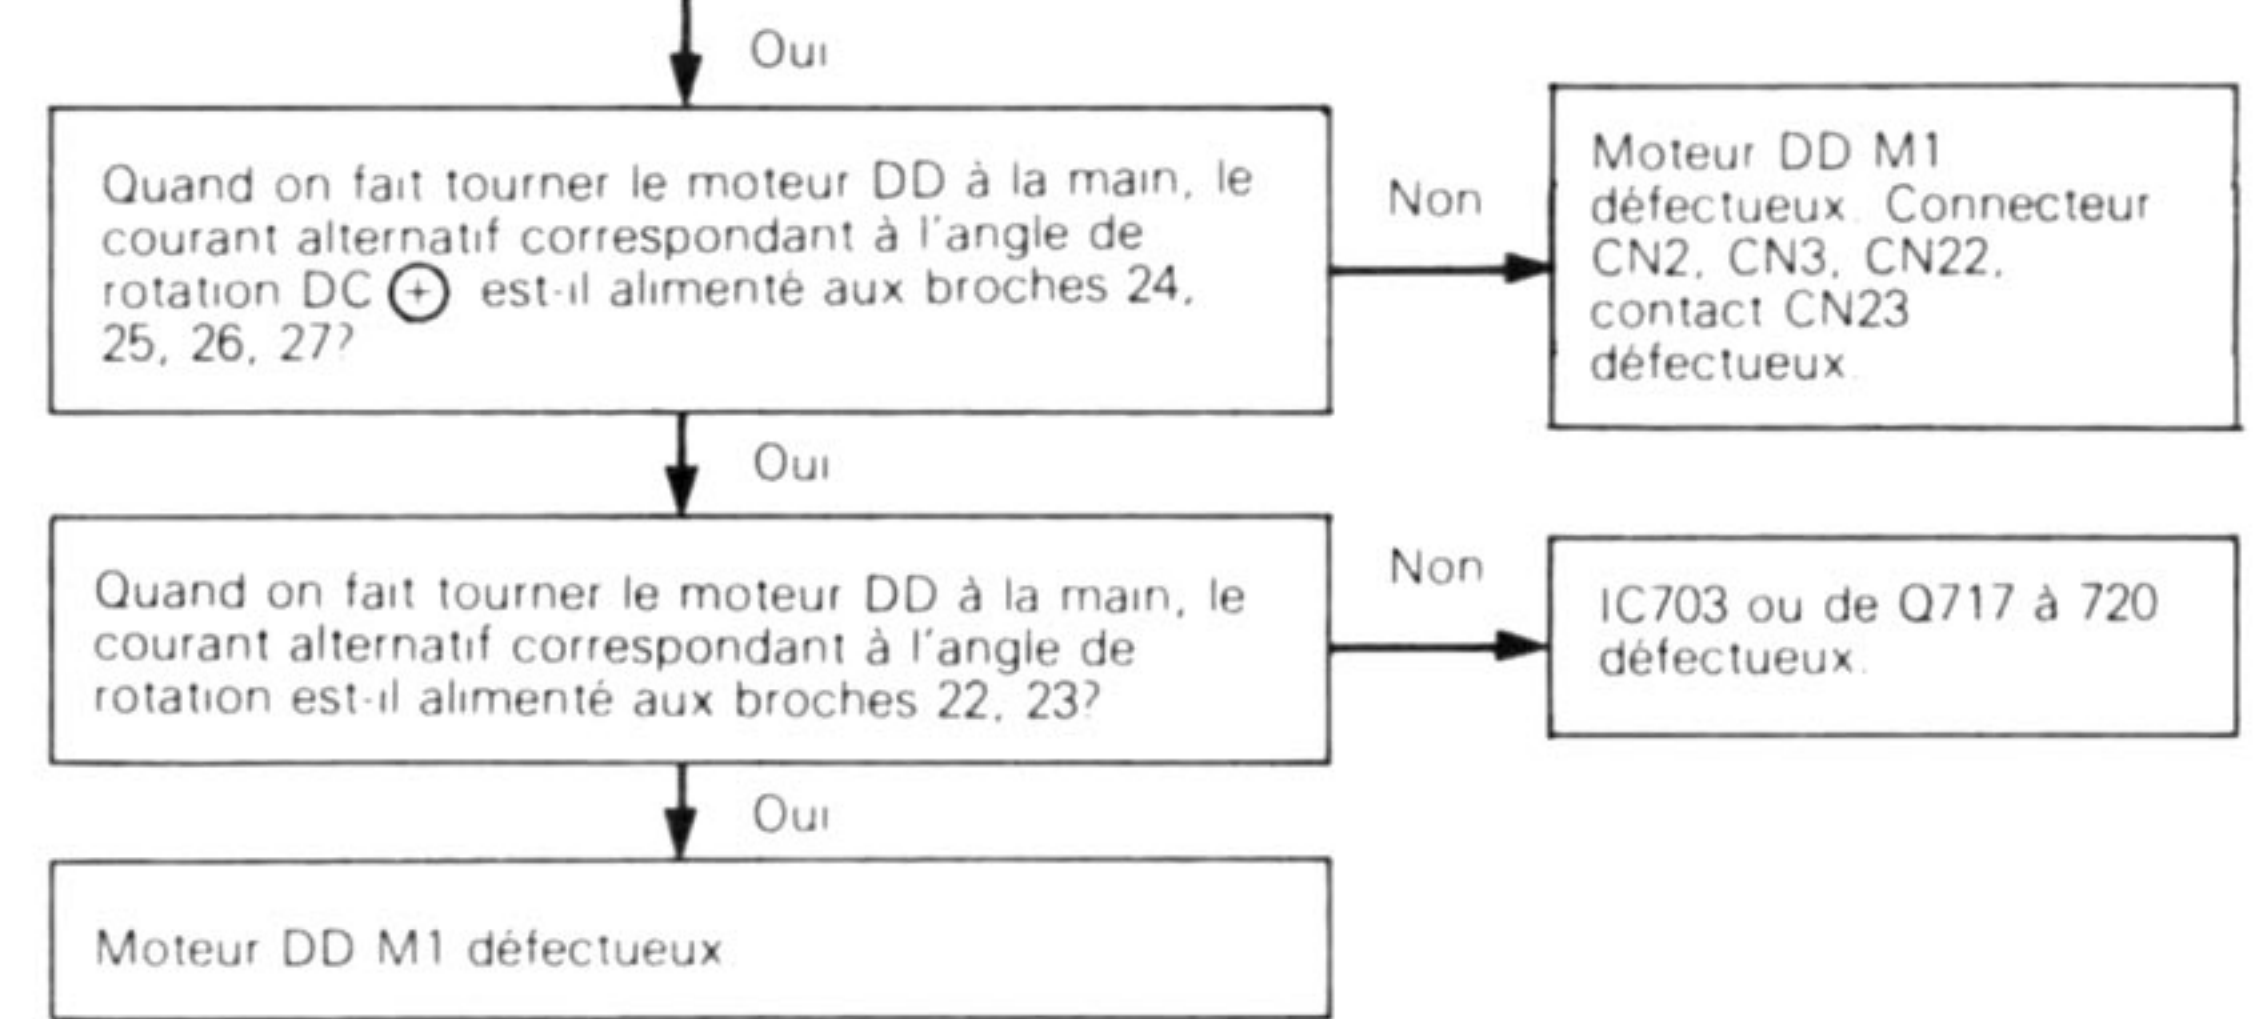 Oui
Quand on fait tourner le moteur DD à la main, le
courant alternatif correspondant à l'angle de
rotation DC ⊕ est-il alimenté aux broches 24,
25, 26, 27?
Non
Moteur DD M1
défectueux. Connecteur
CN2, CN3, CN22,
contact CN23
défectueux.
Oui
Quand on fait tourner le moteur DD à la main, le
courant alternatif correspondant à l'angle de
rotation est-il alimenté aux broches 22, 23?
Non
IC703 ou de Q717 à 720
défectueux.
Oui
Moteur DD M1 défectueux